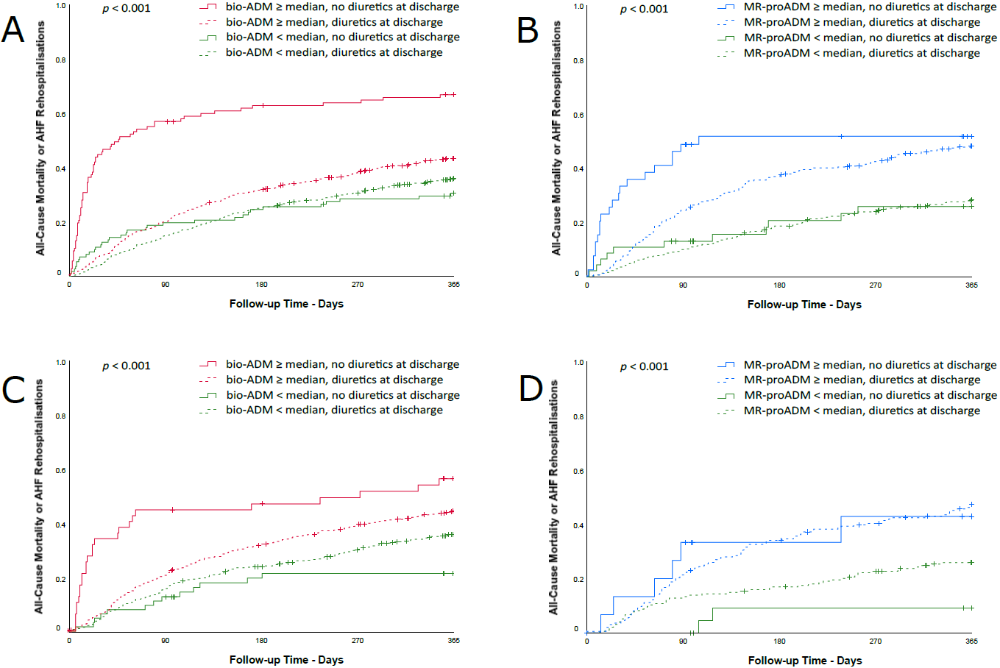 A
p < 0.001
bio-ADM ≥ median, no diuretics at discharge
bio-ADM ≥ median, diuretics at discharge
bio-ADM < median, no diuretics at discharge
bio-ADM < median, diuretics at discharge
All-Cause Mortality or AHF Rehospitalisations
1.0
0.8
0.6
0.4
0.2
0
0 90 180 270 365
Follow-up Time - Days
B
p < 0.001
MR-proADM ≥ median, no diuretics at discharge
MR-proADM ≥ median, diuretics at discharge
MR-proADM < median, no diuretics at discharge
MR-proADM < median, diuretics at discharge
All-Cause Mortality or AHF Rehospitalisations
1.0
0.8
0.6
0.4
0.2
0
0 90 180 270 365
Follow-up Time - Days
C
p < 0.001
bio-ADM ≥ median, no diuretics at discharge
bio-ADM ≥ median, diuretics at discharge
bio-ADM < median, no diuretics at discharge
bio-ADM < median, diuretics at discharge
All-Cause Mortality or AHF Rehospitalisations
1.0
0.8
0.6
0.4
0.2
0
0 90 180 270 365
Follow-up Time - Days
D
p < 0.001
MR-proADM ≥ median, no diuretics at discharge
MR-proADM ≥ median, diuretics at discharge
MR-proADM < median, no diuretics at discharge
MR-proADM < median, diuretics at discharge
All-Cause Mortality or AHF Rehospitalisations
1.0
0.8
0.6
0.4
0.2
0
0 90 180 270 365
Follow-up Time - Days